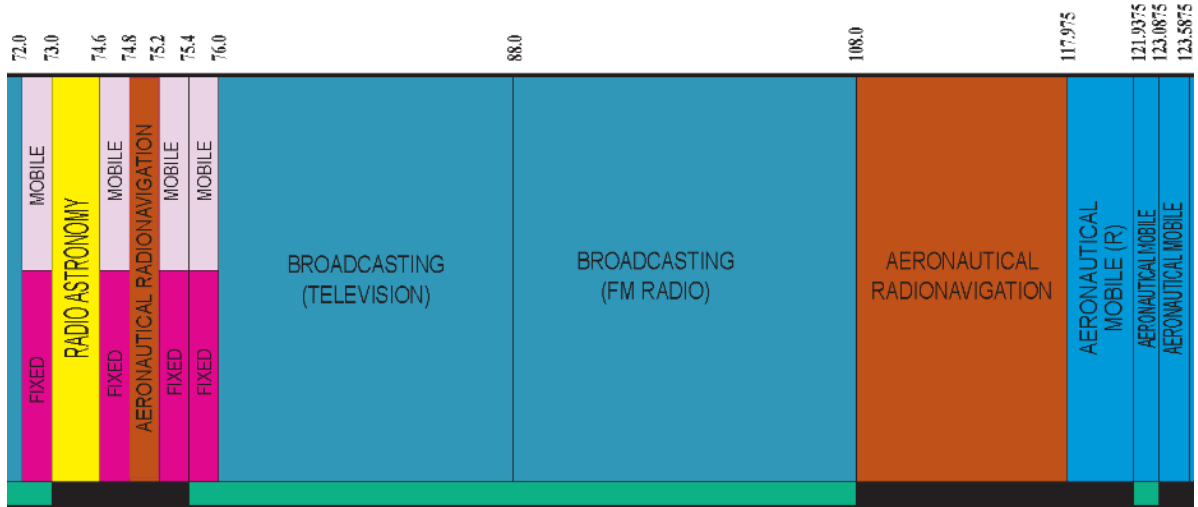 72.0
73.0
74.6
74.8
75.2
75.4
76.0
88.0
108.0
117.975
121.9375
123.0875
123.5875
MOBILE
FIXED
RADIO ASTRONOMY
MOBILE
FIXED
AERONAUTICAL RADIONAVIGATION
MOBILE
FIXED
MOBILE
FIXED
BROADCASTING
(TELEVISION)
BROADCASTING
(FM RADIO)
AERONAUTICAL
RADIONAVIGATION
AERONAUTICAL
MOBILE (R)
AERONAUTICAL MOBILE
AERONAUTICAL MOBILE